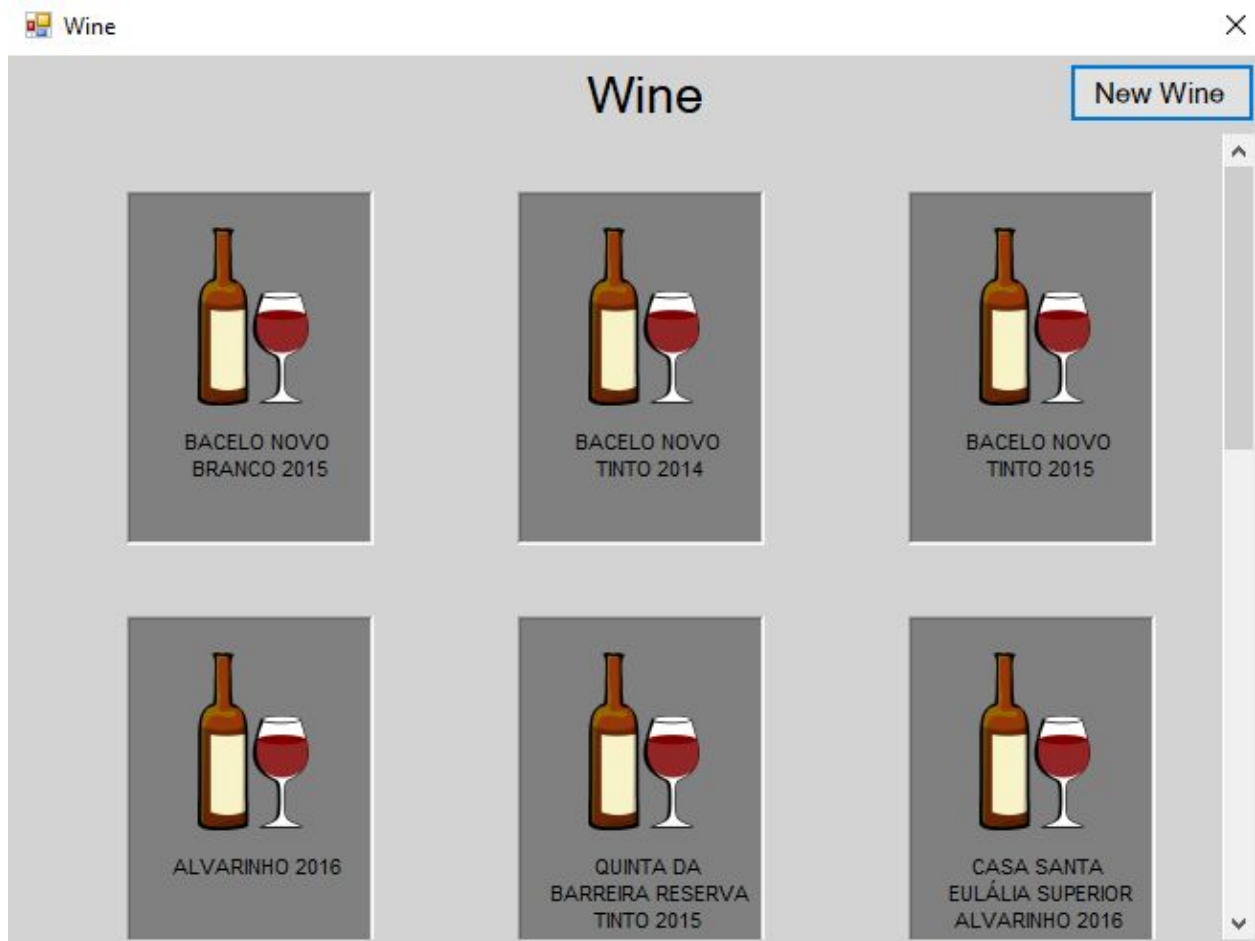 Wine
Wine
New Wine
BACELO NOVO
BRANCO 2015
BACELO NOVO
TINTO 2014
BACELO NOVO
TINTO 2015
ALVARINHO 2016
QUINTA DA
BARREIRA RESERVA
TINTO 2015
CASA SANTA
EULÁLIA SUPERIOR
ALVARINHO 2016